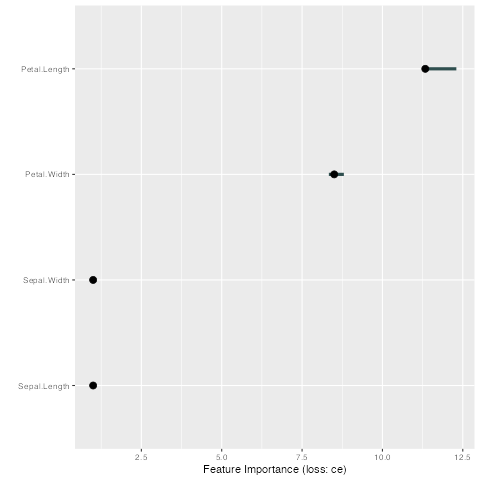 Petal.Length
Petal.Width
Sepal.Width
Sepal.Length
2.5 5.0 7.5 10.0 12.5
Feature Importance (loss: ce)